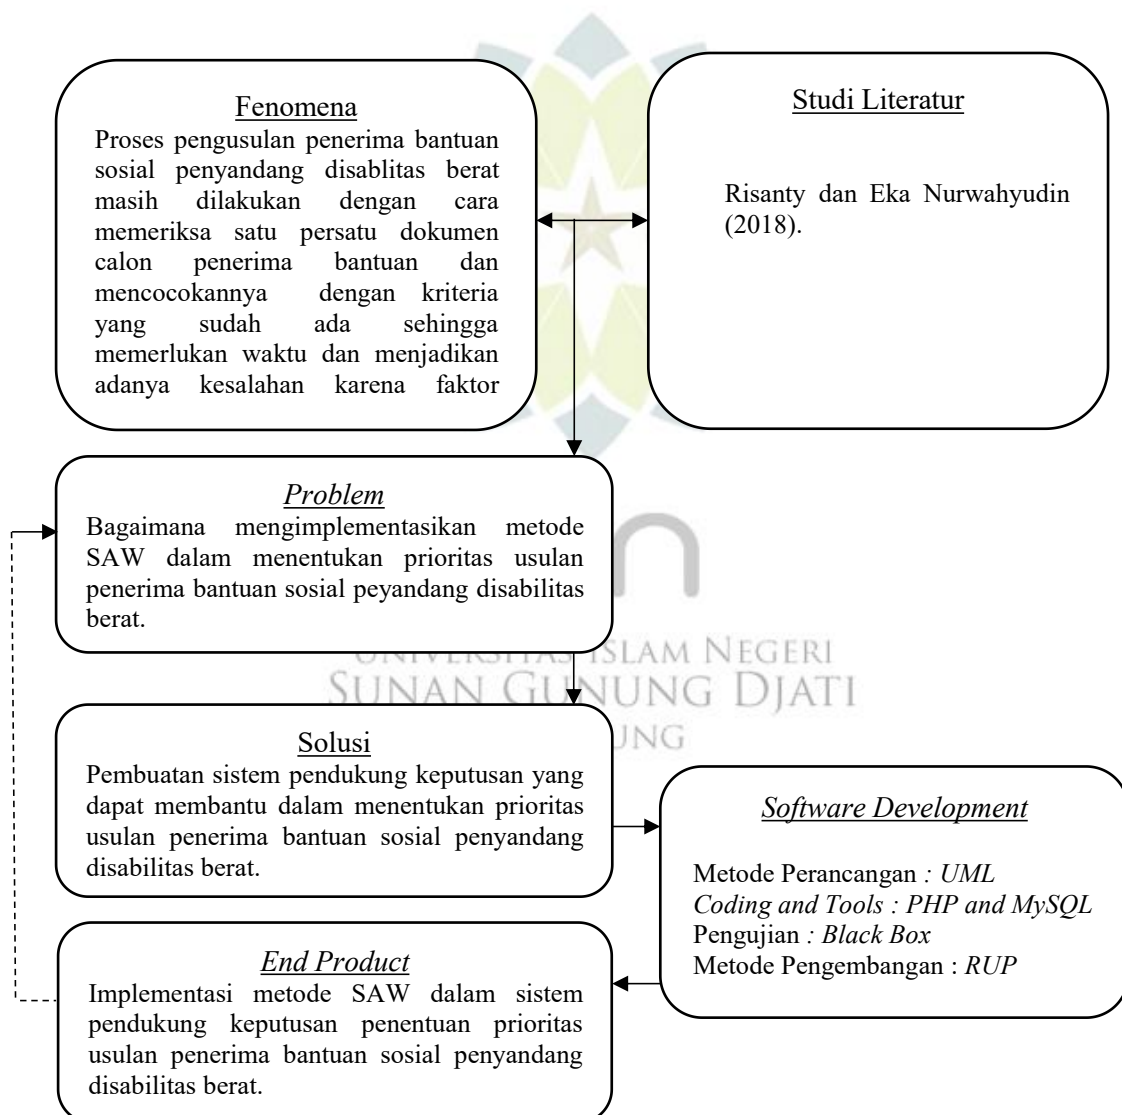 Fenomena
Proses pengusulan penerima bantuan
sosial penyandang disablitas berat
masih dilakukan dengan cara
memeriksa satu persatu dokumen
calon penerima bantuan dan
mencocokannya dengan kriteria
yang sudah ada sehingga
memerlukan waktu dan menjadikan
adanya kesalahan karena faktor
Studi Literatur
Risanty dan Eka Nurwahyudin
(2018).
Problem
Bagaimana mengimplementasikan metode
SAW dalam menentukan prioritas usulan
penerima bantuan sosial peyandang disabilitas
berat.
UNIVERSITAS ISLAM NEGERI
SUNAN GUNUNG DJATI
Solusi
Pembuatan sistem pendukung keputusan yang
dapat membantu dalam menentukan prioritas
usulan penerima bantuan sosial penyandang
disabilitas berat.
Software Development
Metode Perancangan : UML
Coding and Tools : PHP and MySQL
Pengujian : Black Box
Metode Pengembangan : RUP
End Product
Implementasi metode SAW dalam sistem
pendukung keputusan penentuan prioritas
usulan penerima bantuan sosial penyandang
disabilitas berat.